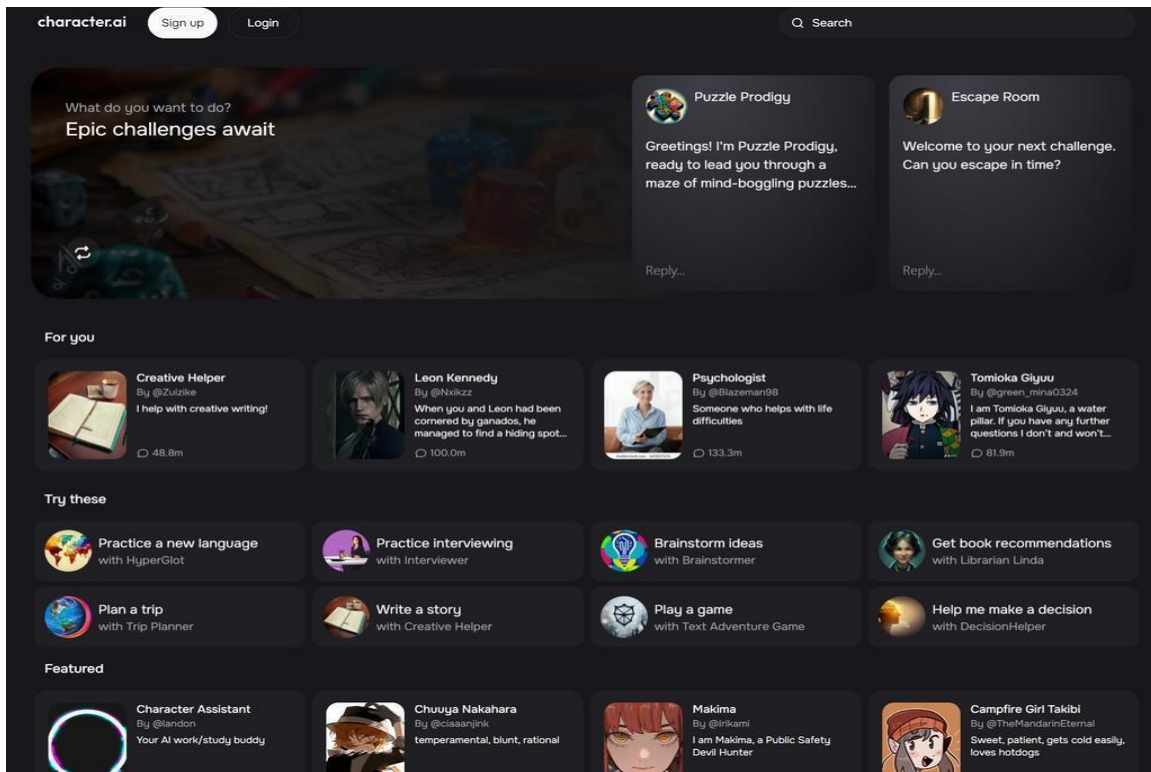 character.ai
Sign up
Login
Search
What do you want to do?
Epic challenges await
Puzzle Prodigy
Greetings! I'm Puzzle Prodigy,
ready to lead you through a
maze of mind-boggling puzzles...
Reply...
Escape Room
Welcome to your next challenge.
Can you escape in time?
Reply...
For you
Creative Helper
By @Zuizike
I help with creative writing!
48.8m
Leon Kennedy
By @Nxikzz
When you and Leon had been
cornered by ganados, he
managed to find a hiding spot...
100.0m
Psychologist
By @Blazeman98
Someone who helps with life
difficulties
133.3m
Tomioka Giyuu
By @green_mina0324
I am Tomioka Giyuu, a water
pillar. If you have any further
questions I don't and won't...
81.9m
Try these
Practice a new language
with HyperGlot
Practice interviewing
with Interviewer
Brainstorm ideas
with Brainstormer
Get book recommendations
with Librarian Linda
Plan a trip
with Trip Planner
Write a story
with Creative Helper
Play a game
with Text Adventure Game
Help me make a decision
with DecisionHelper
Featured
Character Assistant
By @landon
Your AI work/study buddy
Chuuya Nakahara
By @ciaaanjink
temperamental, blunt, rational
Makima
By @Irikami
I am Makima, a Public Safety
Devil Hunter
Campfire Girl Takibi
By @TheMandarinEternal
Sweet, patient, gets cold easily,
loves hotdogs